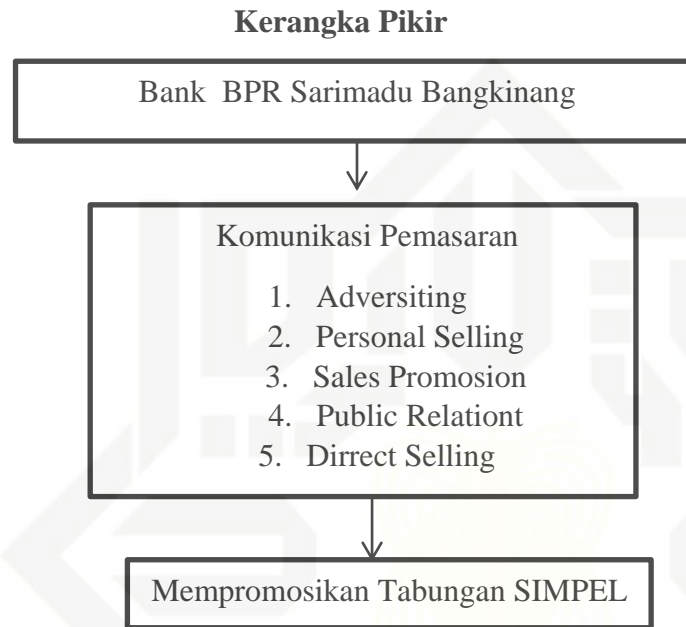 Kerangka Pikir
Bank BPR Sarimadu Bangkinang
Komunikasi Pemasaran
1. Adversiting
2. Personal Selling
3. Sales Promosion
4. Public Relationt
5. Dirrect Selling
Mempromosikan Tabungan SIMPEL